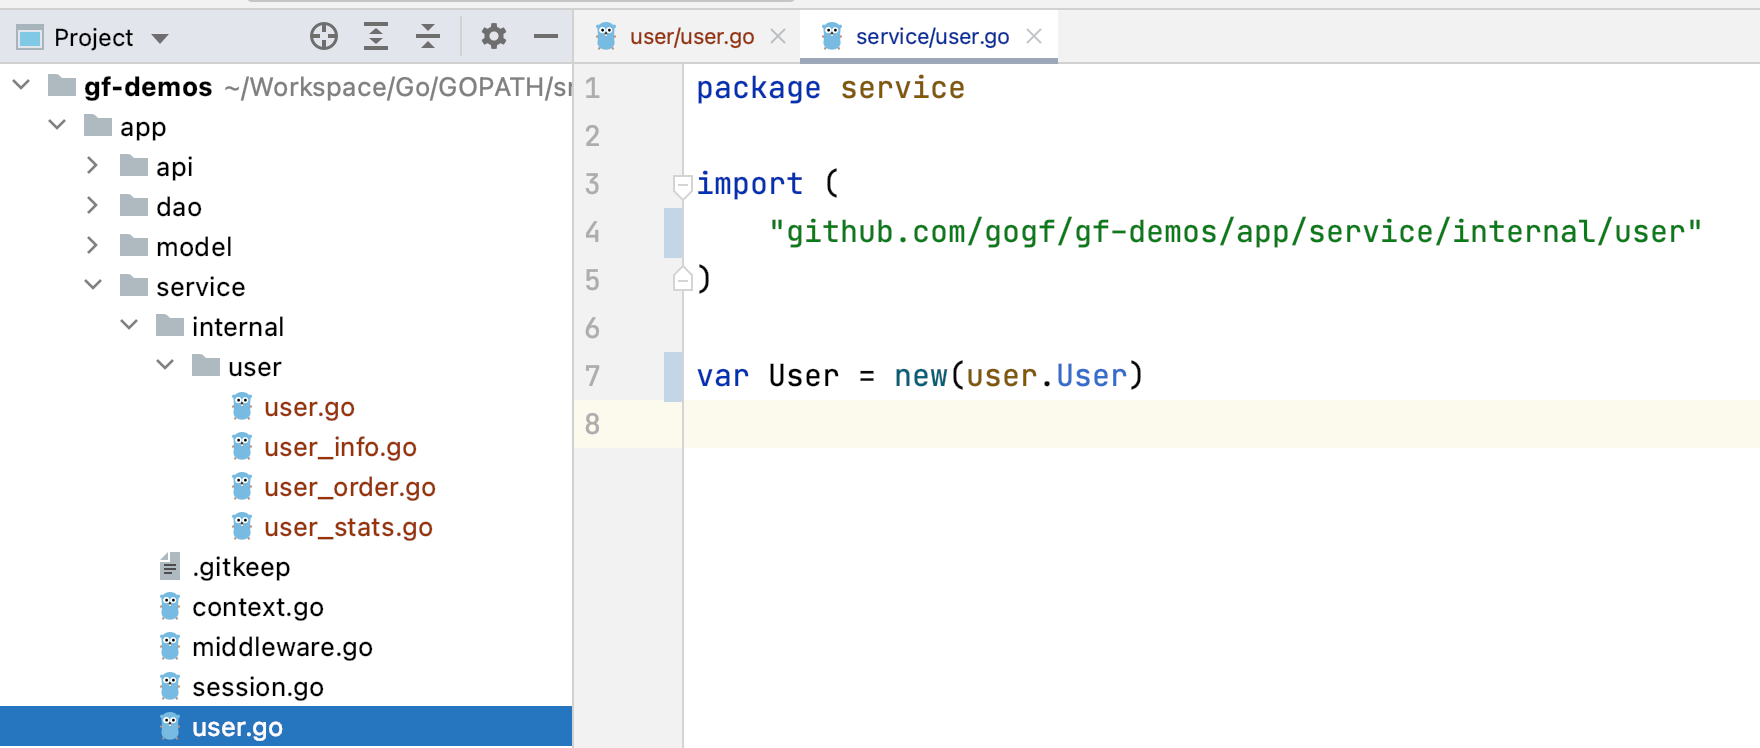 Project
gf-demos ~/Workspace/Go/GOPATH/sr
app
api
dao
model
service
internal
user
user.go
user_info.go
user_order.go
user_stats.go
.gitkeep
context.go
middleware.go
session.go
user.go
user/user.go
service/user.go
1 package service
2
3 import (
4 "github.com/gogf/gf-demos/app/service/internal/user"
5 )
6
7 var User = new(user.User)
8